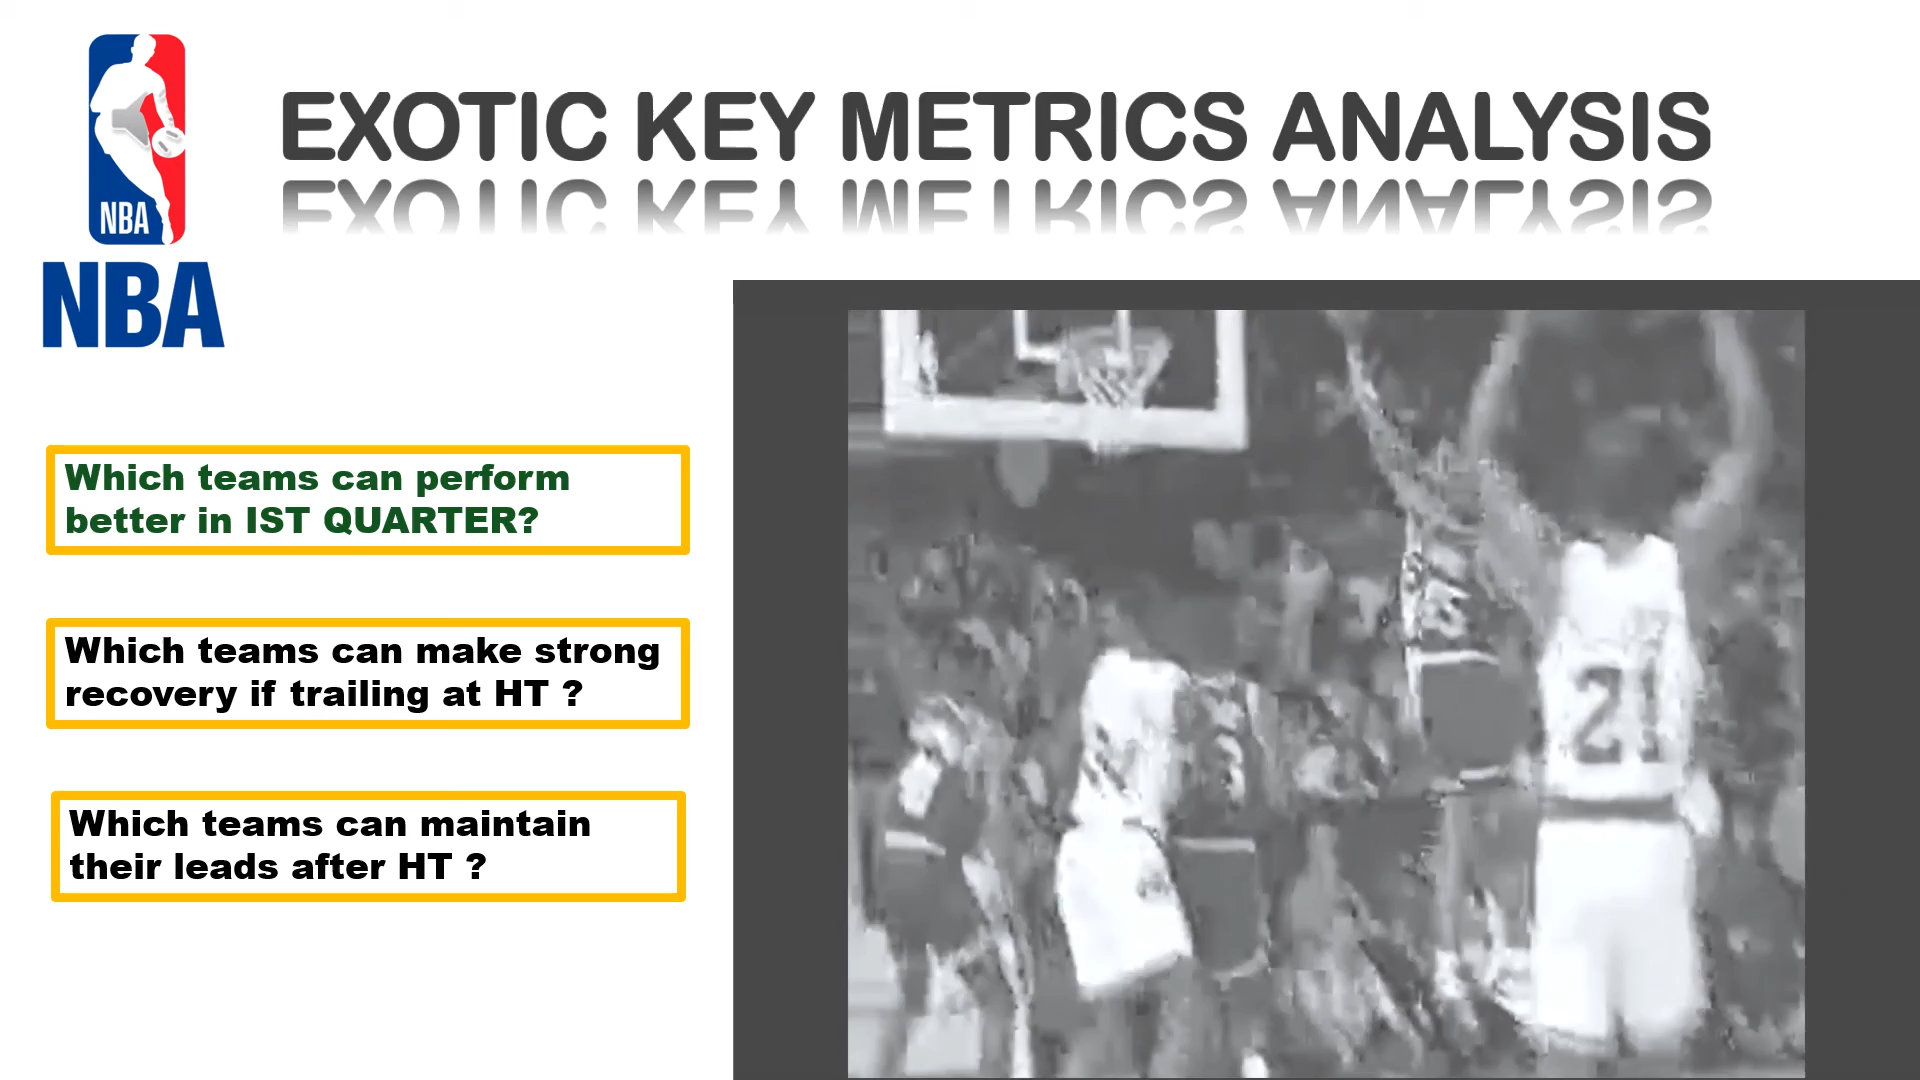 NBA
NBA
EXOTIC KEY METRICS ANALYSIS
Which teams can perform
better in IST QUARTER?
Which teams can make strong
recovery if trailing at HT ?
Which teams can maintain
their leads after HT ?
21